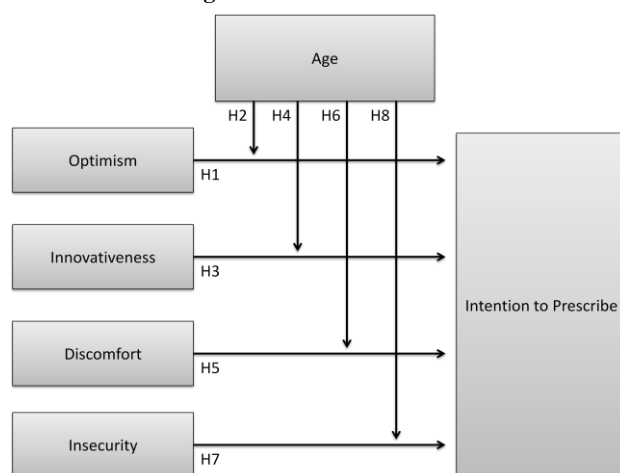 Age
H2 H4 H6 H8
Optimism
H1
Innovativeness
H3
Intention to Prescribe
Discomfort
H5
Insecurity
H7